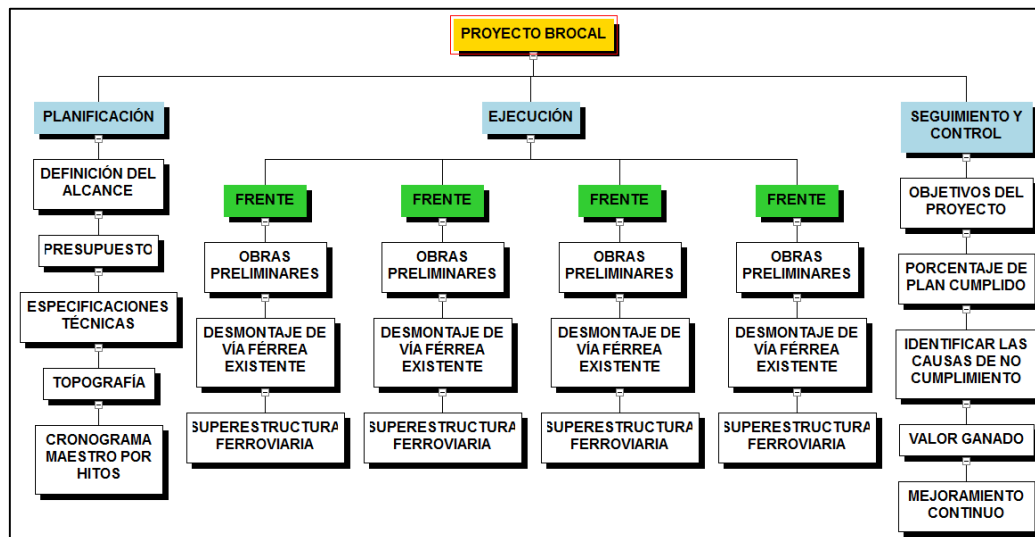 PROYECTO BROCAL
PLANIFICACIÓN
DEFINICIÓN DEL
ALCANCE
PRESUPUESTO
ESPECIFICACIONES
TÉCNICAS
TOPOGRAFÍA
CRONOGRAMA
MAESTRO POR
HITOS
EJECUCIÓN
FRENTE
OBRAS
PRELIMINARES
DESMONTAJE DE
VÍA FÉRREA
EXISTENTE
SUPERESTRUCTURA
FERROVIARIA
FRENTE
OBRAS
PRELIMINARES
DESMONTAJE DE
VÍA FÉRREA
EXISTENTE
SUPERESTRUCTURA
FERROVIARIA
FRENTE
OBRAS
PRELIMINARES
DESMONTAJE DE
VÍA FÉRREA
EXISTENTE
SUPERESTRUCTURA
FERROVIARIA
FRENTE
OBRAS
PRELIMINARES
DESMONTAJE DE
VÍA FÉRREA
EXISTENTE
SUPERESTRUCTURA
FERROVIARIA
SEGUIMIENTO Y
CONTROL
OBJETIVOS DEL
PROYECTO
PORCENTAJE DE
PLAN CUMPLIDO
IDENTIFICAR LAS
CAUSAS DE NO
CUMPLIMIENTO
VALOR GANADO
MEJORAMIENTO
CONTINUO